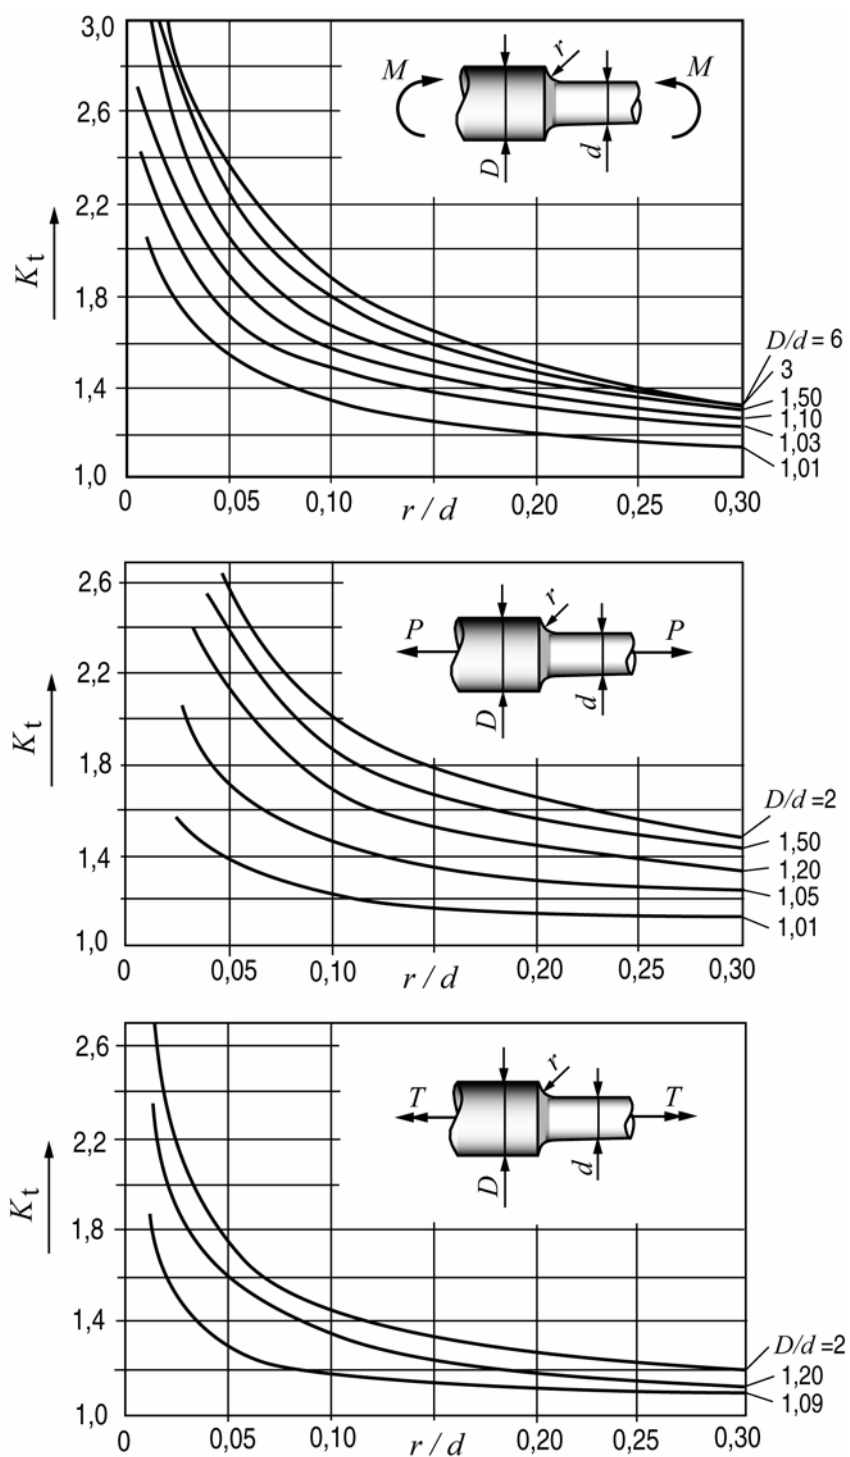 3,0
2,6
2,2
1,8
1,4
1,0
K_t
M
M
r
D
d
D/d = 6
3
1,50
1,10
1,03
1,01
0
0,05
0,10
r / d
0,20
0,25
0,30
2,6
2,2
1,8
1,4
1,0
K_t
P
P
r
D
d
D/d =2
1,50
1,20
1,05
1,01
0
0,05
0,10
r / d
0,20
0,25
0,30
2,6
2,2
1,8
1,4
1,0
K_t
T
T
r
D
d
D/d =2
1,20
1,09
0
0,05
0,10
r / d
0,20
0,25
0,30